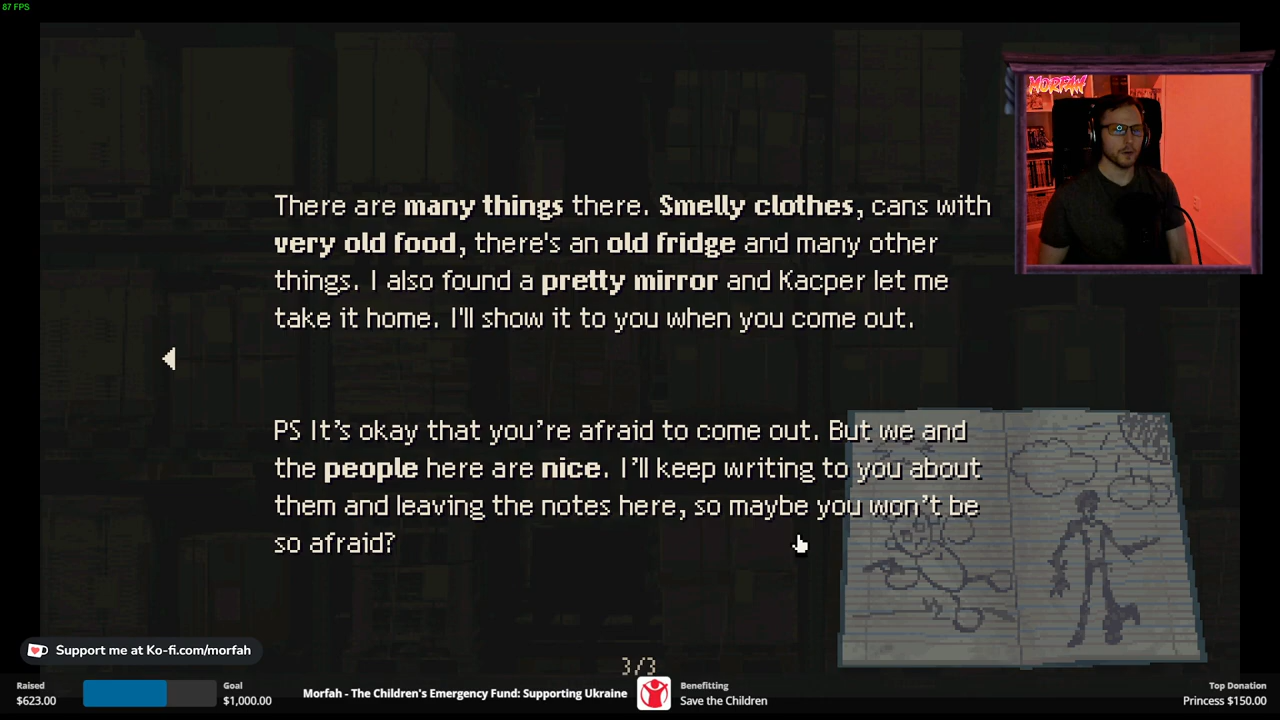 87 FPS
MORFAH
There are many things there. Smelly clothes, cans with
very old food, there's an old fridge and many other
things. I also found a pretty mirror and Kacper let me
take it home. I'll show it to you when you come out.
PS It's okay that you're afraid to come out. But we and
the people here are nice. I'll keep writing to you about
them and leaving the notes here, so maybe you won't be
so afraid?
3/3
Support me at Ko-fi.com/morfah
Raised
$623.00
Goal
$1,000.00
Morfah - The Children's Emergency Fund: Supporting Ukraine
Benefitting
Save the Children
Top Donation
Princess $150.00